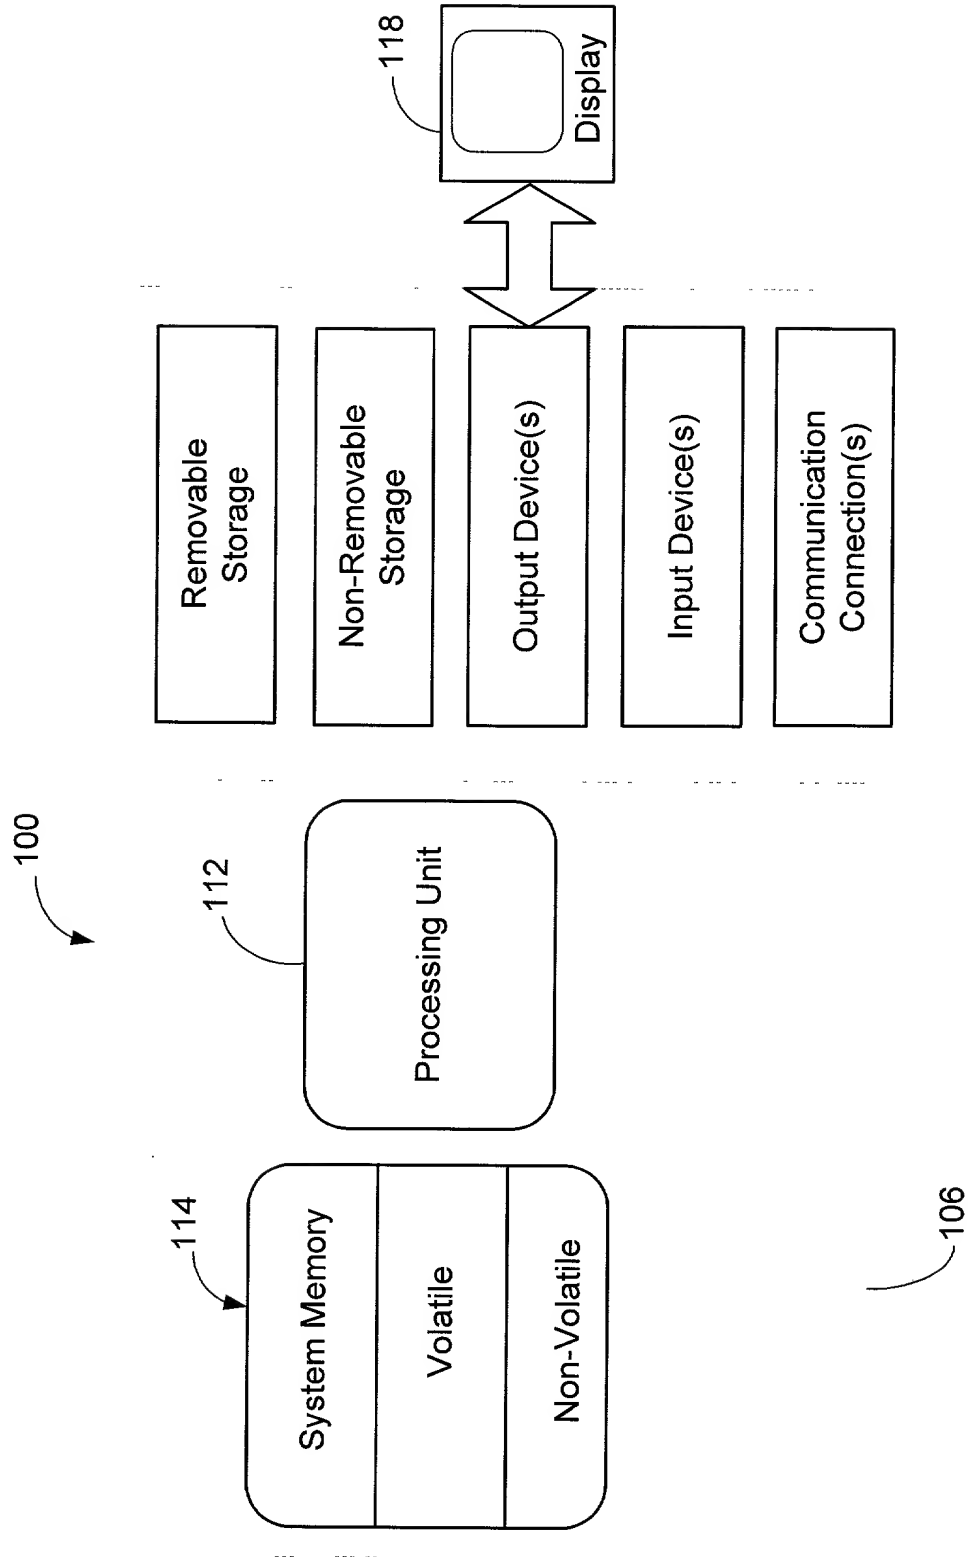 100
114
System Memory
Volatile
Non-Volatile
112
Processing Unit
Removable
Storage
Non-Removable
Storage
Output Device(s)
Input Device(s)
Communication
Connection(s)
118
Display
106